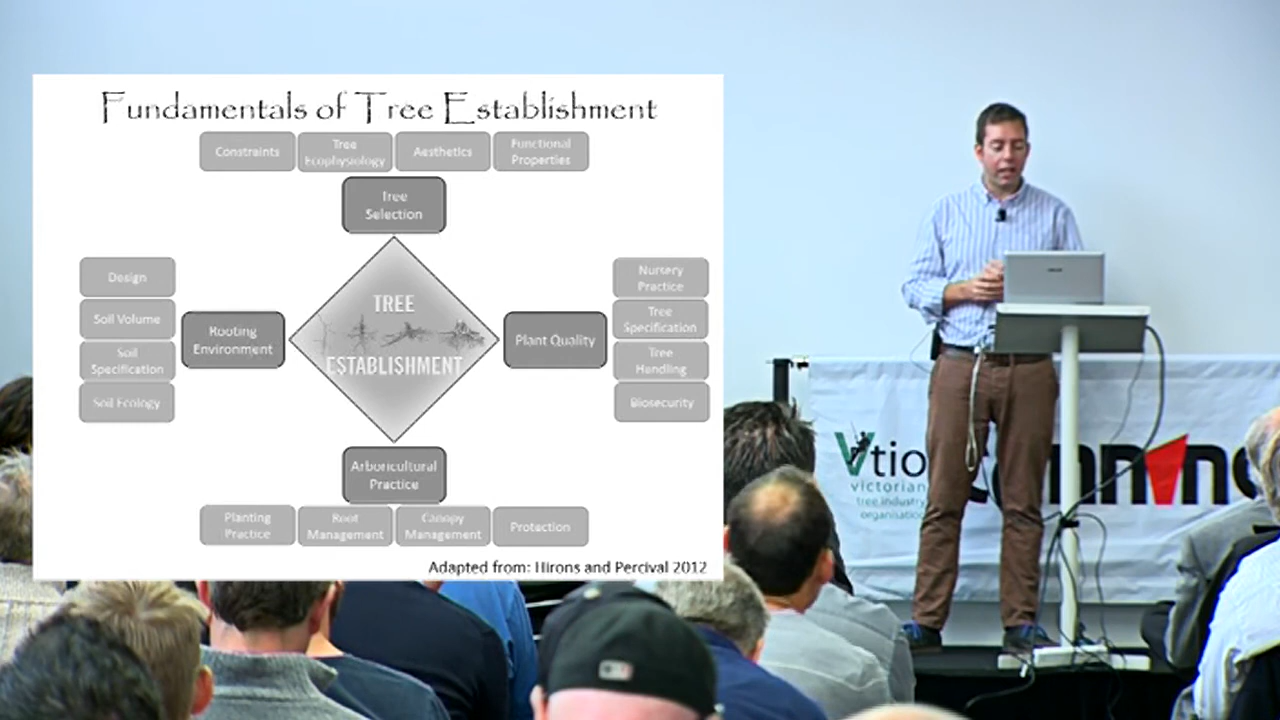 Fundamentals of Tree Establishment
Constraints
Tree
Ecophysiology
Aesthetics
Functional
Properties
Tree
Selection
Design
Soil Volume
Soil
Specification
Soil Ecology
Rooting
Environment
TREE
ESTABLISHMENT
Plant Quality
Nursery
Practice
Tree
Specification
Tree
Handling
Biosecurity
Arboricultural
Practice
Planting
Practice
Root
Management
Canopy
Management
Protection
Adapted from: Hirons and Percival 2012
Vtio
victorian
tree industry
organisatio